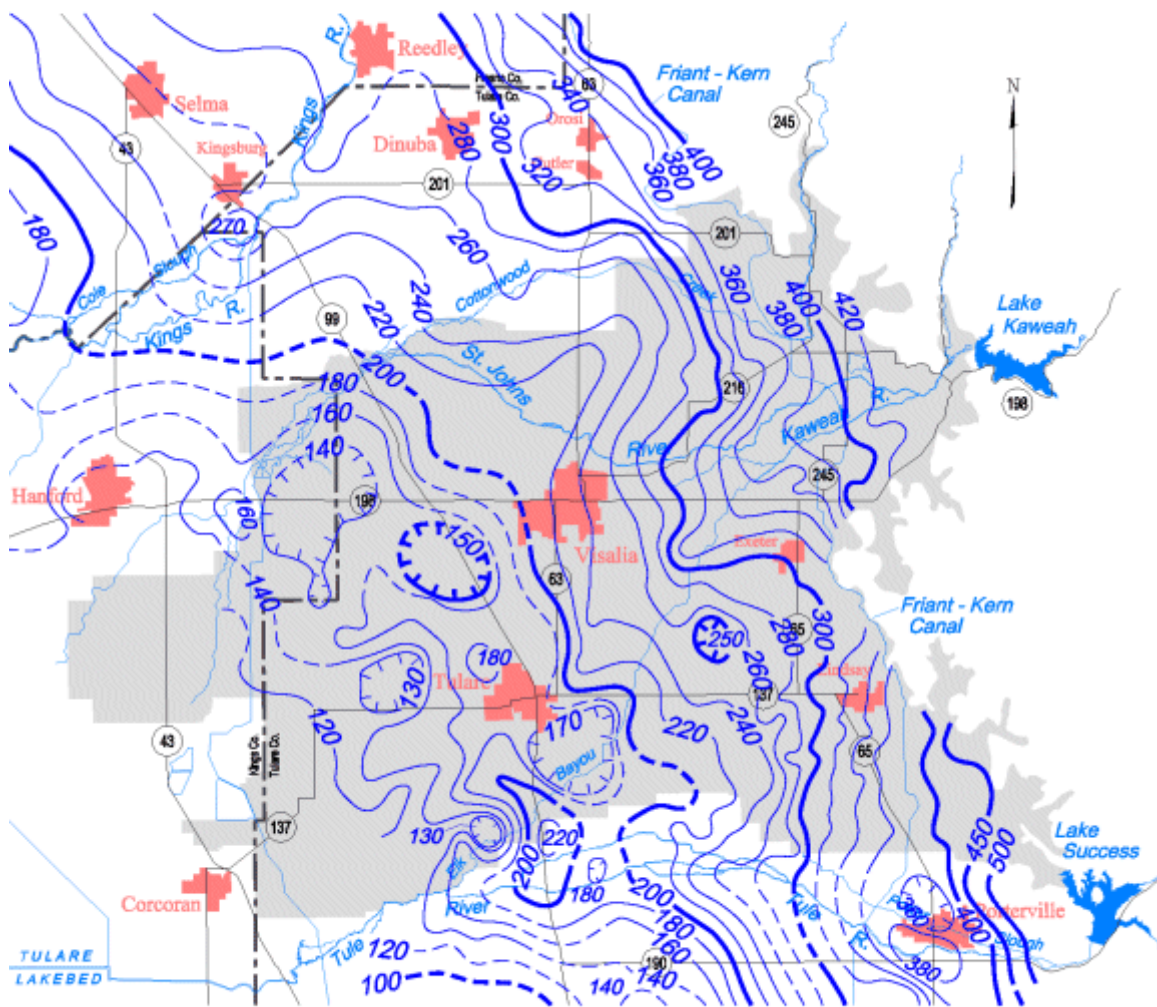 R.
Reedley
Friant - Kern
Canal
N
Selma
Kings
Fresno Co.
Tulare Co.
63
340
Orosi
245
43
Kingsburg
Dinuba
280
300
320
Cutler
400
380
360
201
180
270
260
201
Cole
Slough
Kings
R.
240
220
Cottonwood
Creek
360
400
380
420
Lake
Kaweah
99
200
St. Johns
180
160
140
216
Kaweah
R.
198
River
245
Hanford
160
198
150
Visalia
Exeter
140
63
Friant - Kern
Canal
250
65
300
280
260
180
130
Tulare
Lindsay
137
120
170
220
240
43
Kings Co.
Tulare Co.
Bayou
65
137
130
220
200
450
500
Lake
Success
Elk
180
200
Corcoran
River
Tule
R.
360
400
Porterville
Slough
180
160
TULARE
LAKEBED
Tule
120
100
190
140
140
380